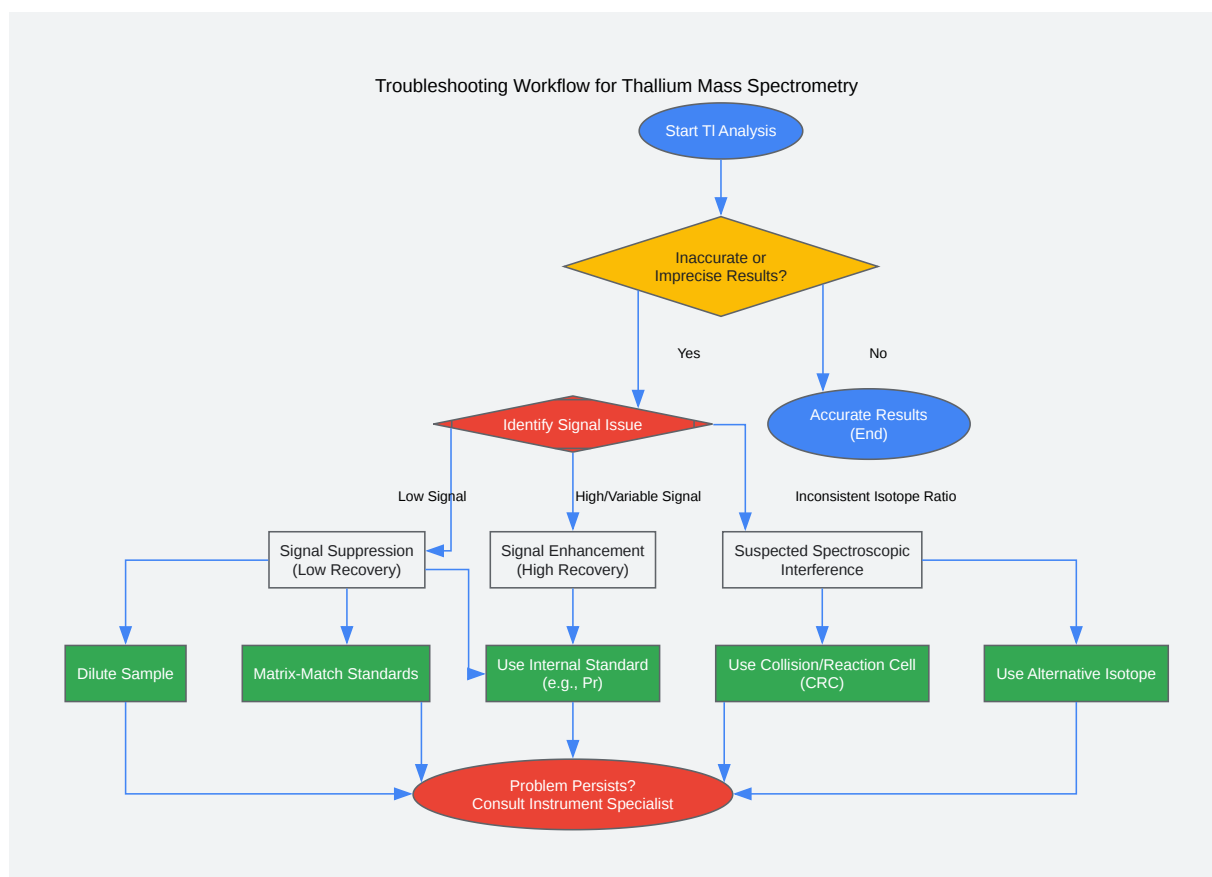 Troubleshooting Workflow for Thallium Mass Spectrometry
Start Tl Analysis
Inaccurate or
Imprecise Results?
Yes
No
Identify Signal Issue
Accurate Results
(End)
Low Signal
High/Variable Signal
Inconsistent Isotope Ratio
Signal Suppression
(Low Recovery)
Signal Enhancement
(High Recovery)
Suspected Spectroscopic
Interference
Dilute Sample
Matrix-Match Standards
Use Internal Standard
(e.g., Pr)
Use Collision/Reaction Cell
(CRC)
Use Alternative Isotope
Problem Persists?
Consult Instrument Specialist